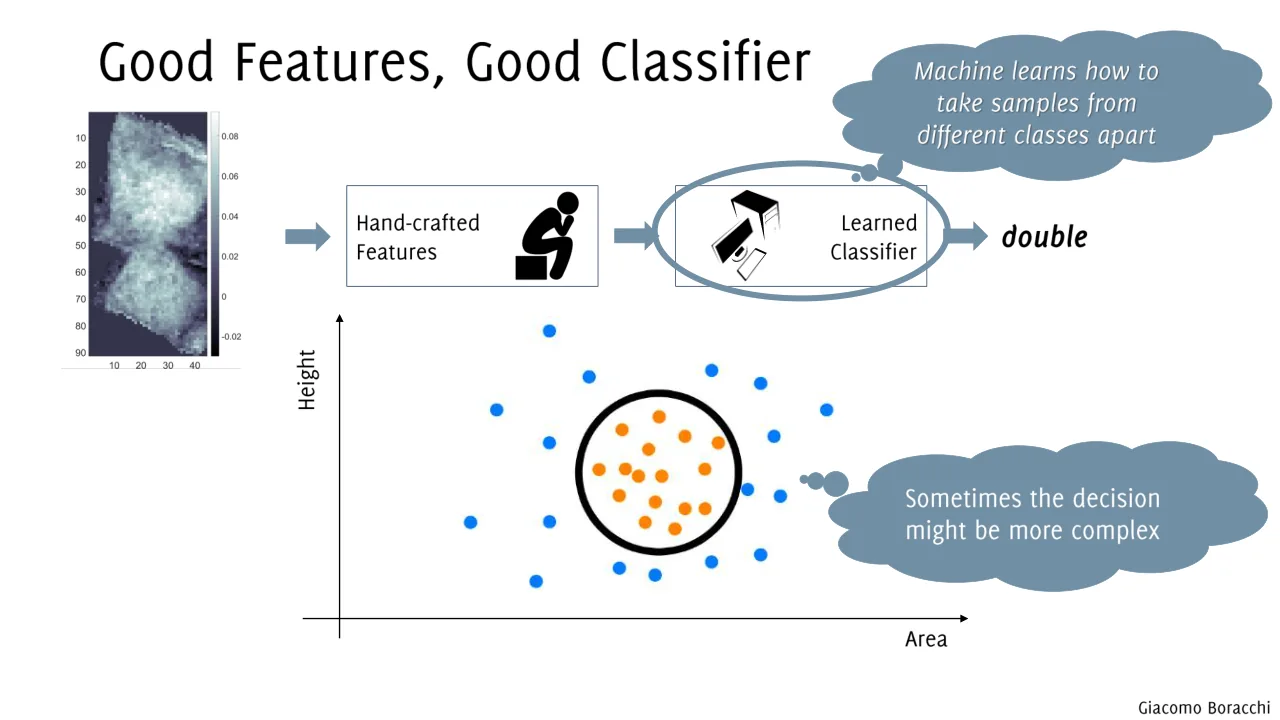 Good Features, Good Classifier
Machine learns how to
take samples from
different classes apart
10
20
30
40
50
60
70
80
90
10 20 30 40
0.08
0.06
0.04
0.02
0
-0.02
Hand-crafted
Features
Learned
Classifier
double
Height
Sometimes the decision
might be more complex
Area
Giacomo Boracchi